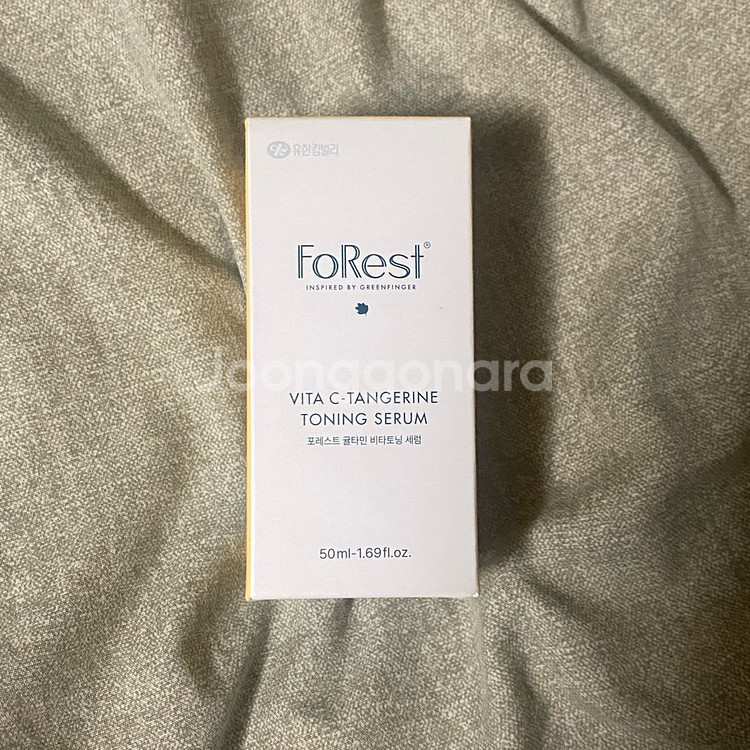 유한킴벌리
FoRest®
INSPIRED BY GREENFINGER
Joonggonara
VITA C-TANGERINE
TONING SERUM
포레스트 귤타민 비타토닝 세럼
50ml-1.69fl.oz.